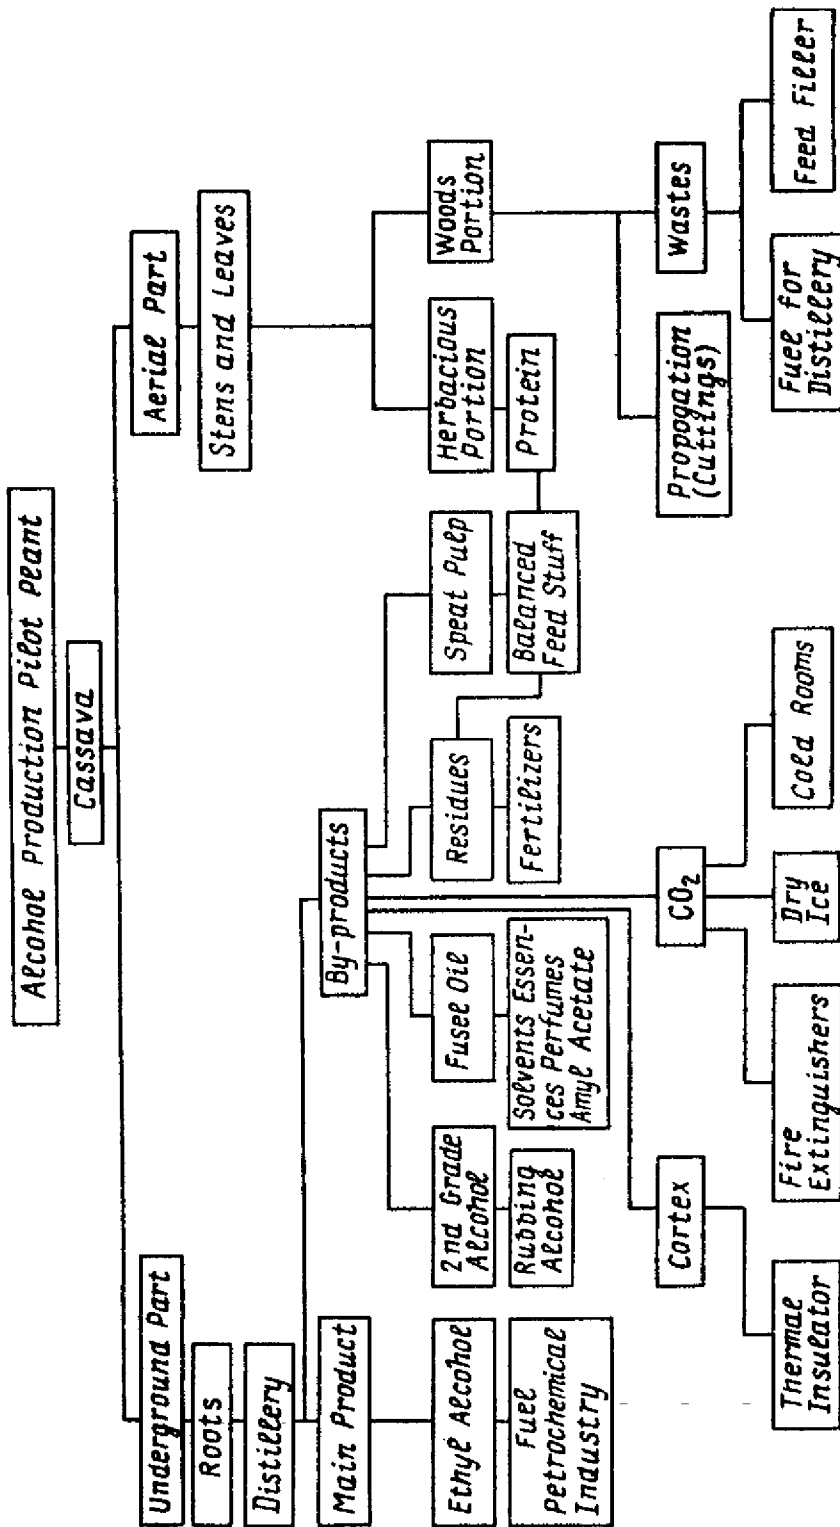 Alcohol Production Pilot Plant
Cassava
Underground Part
Aerial Part
Roots
Stens and Leaves
Distillery
Main Product
By-products
Ethyl Alcohol
2nd Grade
Alcohol
Fusel Oil
Residues
Speat Pulp
Herbacious
Portion
Woods
Portion
Fuel
Petrochemical
Industry
Rubbing
Alcohol
Solvents Essen-
ces Perfumes
Amyl Acetate
Fertilizers
Balanced
Feed Stuff
Protein
Cortex
CO₂
Propogation
(Cuttings)
Wastes
Thermal
Insulator
Fire
Extinguishers
Dry
Ice
Cold Rooms
Fuel for
Distillery
Feed Filler